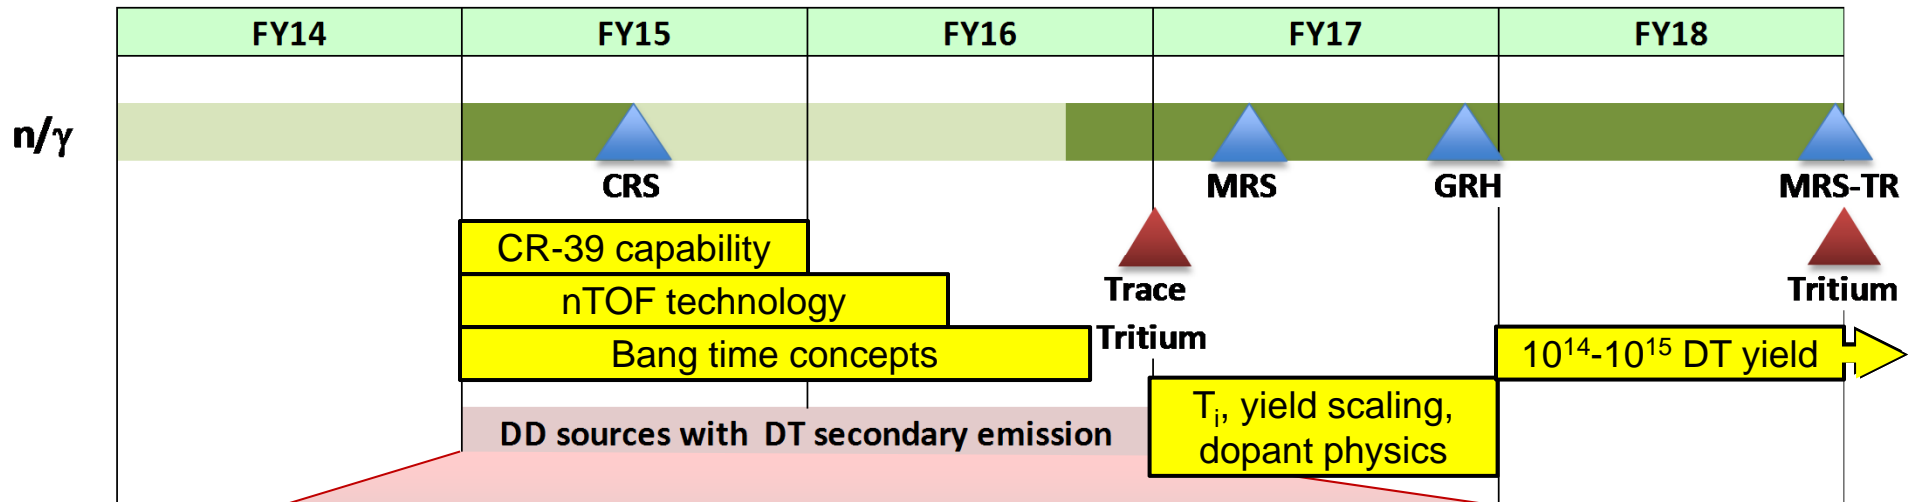 FY14 FY15 FY16 FY17 FY18
n/γ
CRS MRS GRH MRS-TR
CR-39 capability
nTOF technology
Bang time concepts
Trace
Tritium
Tritium
10¹⁴-10¹⁵ DT yield
DD sources with DT secondary emission
Tᵢ, yield scaling,
dopant physics